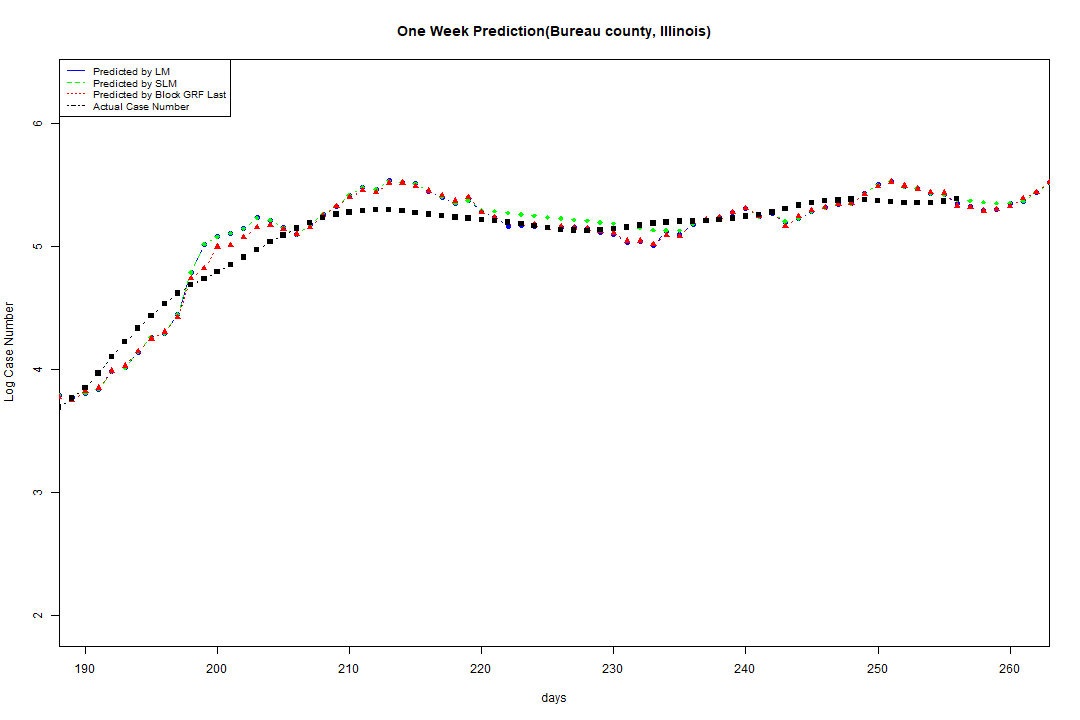 One Week Prediction(Bureau county, Illinois)
Predicted by LM
Predicted by SLM
Predicted by Block GRF Last
Actual Case Number
6
5
4
3
2
Log Case Number
190 200 210 220 230 240 250 260
days